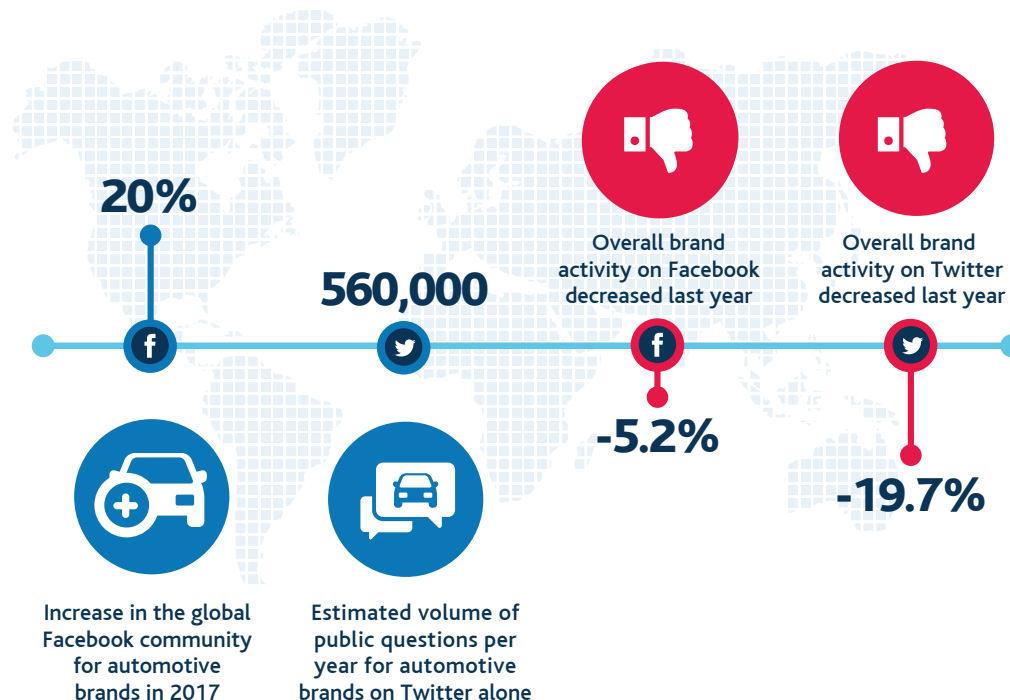 20%
Increase in the global
Facebook community
for automotive
brands in 2017
560,000
Estimated volume of
public questions per
year for automotive
brands on Twitter alone
Overall brand
activity on Facebook
decreased last year
-5.2%
Overall brand
activity on Twitter
decreased last year
-19.7%